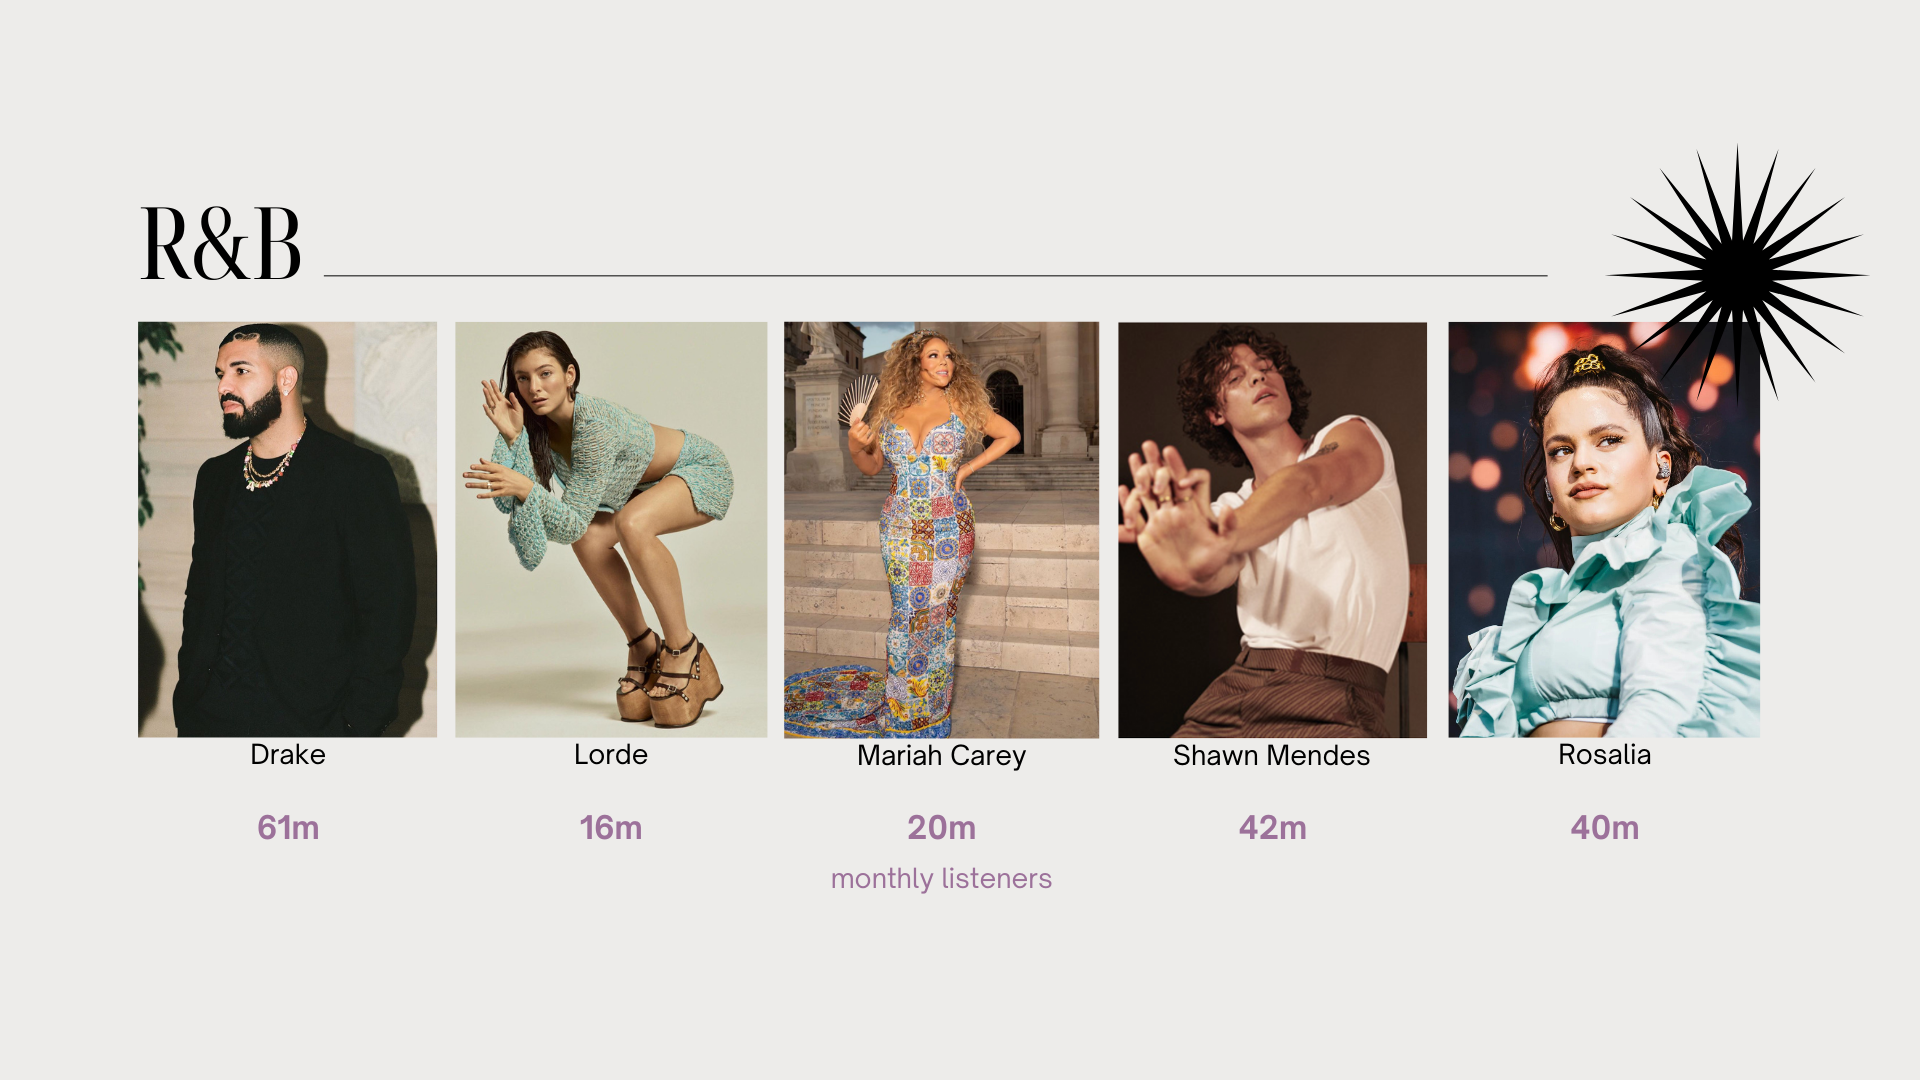 R&B
Drake
Lorde
Mariah Carey
Shawn Mendes
Rosalia
61m
16m
20m
42m
40m
monthly listeners